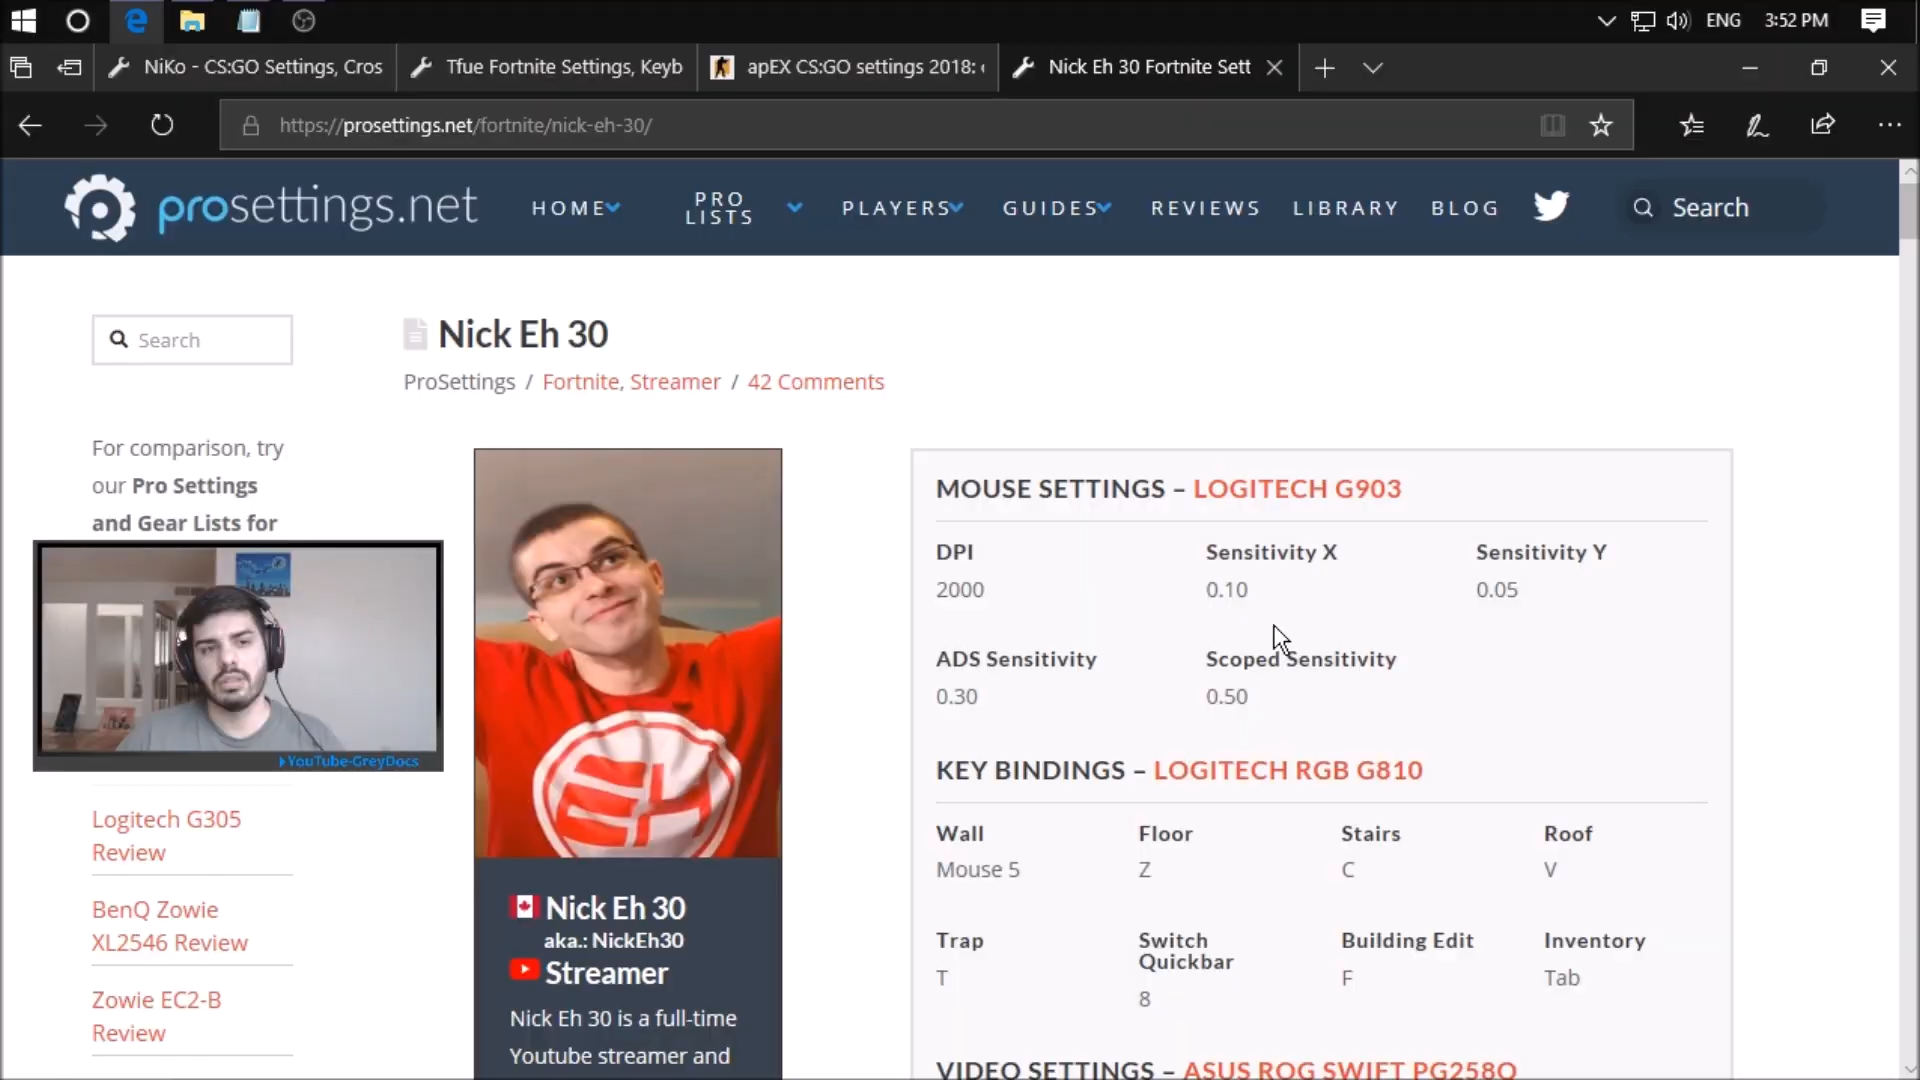 ENG 3:52 PM
NiKo - CS:GO Settings, Cros
Tfue Fortnite Settings, Keyb
apEX CS:GO settings 2018:
Nick Eh 30 Fortnite Sett
https://prosettings.net/fortnite/nick-eh-30/
prosettings.net
HOME
PRO
LISTS
PLAYERS
GUIDES
REVIEWS
LIBRARY
BLOG
Search
Search
For comparison, try
our Pro Settings
and Gear Lists for
YouTube-GreyDocs
Logitech G305
Review
BenQ Zowie
XL2546 Review
Zowie EC2-B
Review
Nick Eh 30
ProSettings / Fortnite, Streamer / 42 Comments
Nick Eh 30
aka.: NickEh30
Streamer
Nick Eh 30 is a full-time
Youtube streamer and
MOUSE SETTINGS – LOGITECH G903
DPI Sensitivity X Sensitivity Y
2000 0.10 0.05
ADS Sensitivity Scoped Sensitivity
0.30 0.50
KEY BINDINGS – LOGITECH RGB G810
Wall Floor Stairs Roof
Mouse 5 Z C V
Trap Switch Quickbar Building Edit Inventory
T 8 F Tab
VIDEO SETTINGS – ASUS ROG SWIFT PG258Q